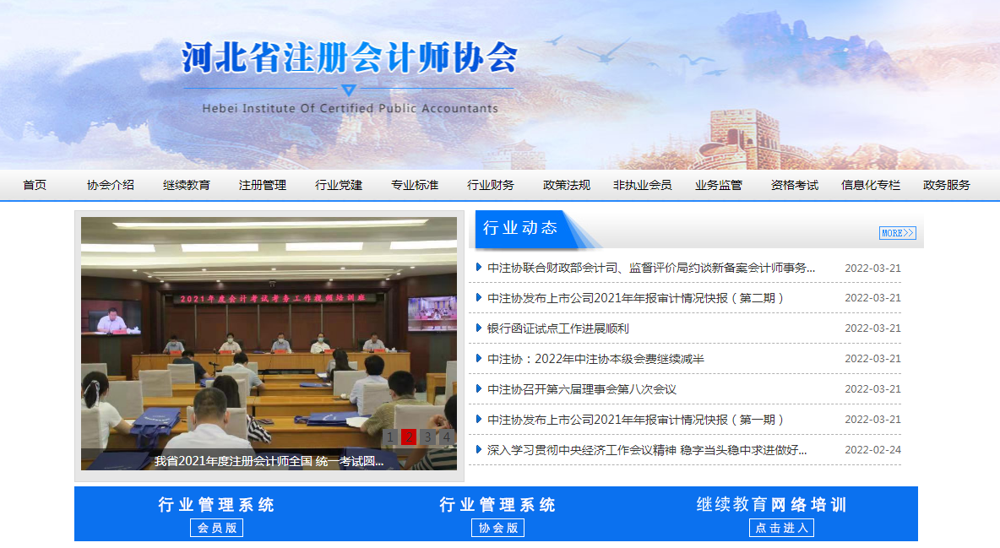 河北省注册会计师协会
Hebei Institute Of Certified Public Accountants
首页 协会介绍 继续教育 注册管理 行业党建 专业标准 行业财务 政策法规 非执业会员 业务监管 资格考试 信息化专栏 政务服务
2021年度会计考试考务工作视频培训班
1 2 3 4
我省2021年度注册会计师全国 统一考试圆...
行业动态
MORE>>
中注协联合财政部会计司、监督评价局约谈新备案会计师事务... 2022-03-21
中注协发布上市公司2021年年报审计情况快报（第二期） 2022-03-21
银行函证试点工作进展顺利 2022-03-21
中注协：2022年中注协本级会费继续减半 2022-03-21
中注协召开第六届理事会第八次会议 2022-03-21
中注协发布上市公司2021年年报审计情况快报（第一期） 2022-03-21
深入学习贯彻中央经济工作会议精神 稳字当头稳中求进做好... 2022-02-24
行业管理系统 行业管理系统 继续教育网络培训
会员版 协会版 点击进入